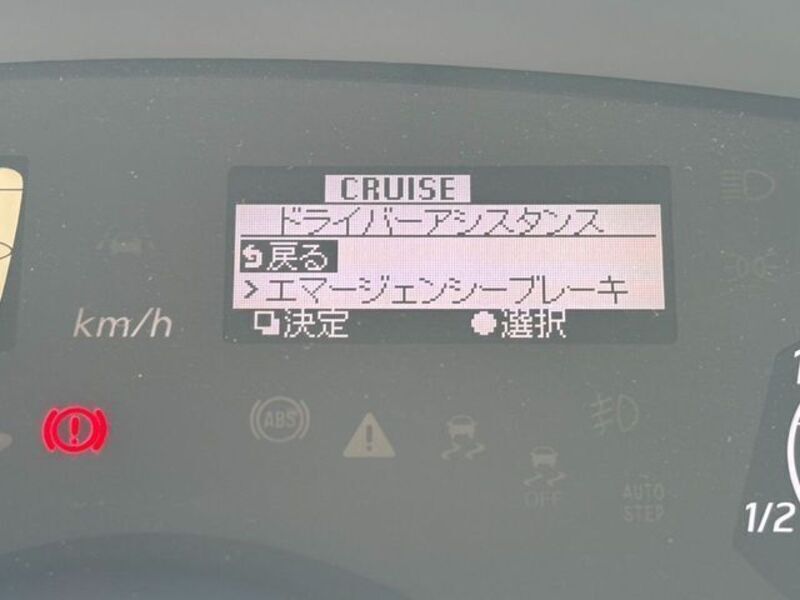 CRUISE
ドライバーアシスタンス
戻る
>エマージェンシーブレーキ
決定 選択
km/h
ABS
OFF
AUTO
STEP
1/2